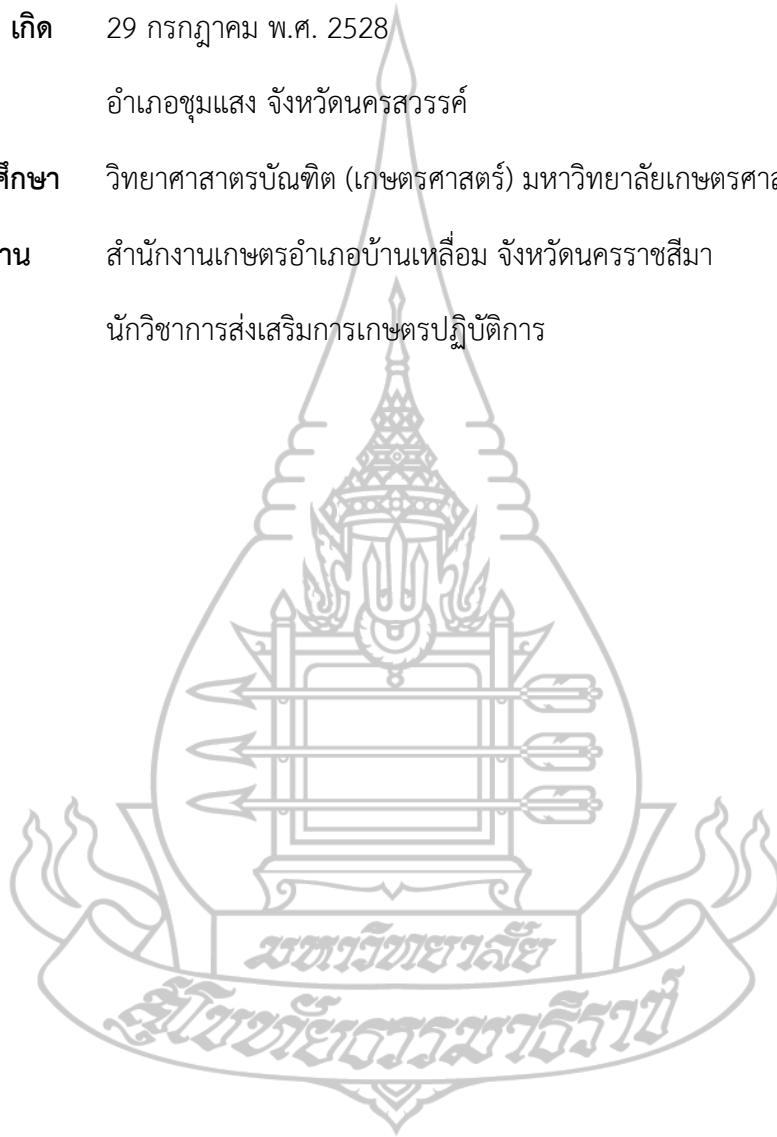 เกิด 29 กรกฎาคม พ.ศ. 2528
อำเภอชุมแสง จังหวัดนครสวรรค์
ศึกษา วิทยาศาสาตรบัณฑิต (เกษตรศาสตร์) มหาวิทยาลัยเกษตรศาส
าน สำนักงานเกษตรอำเภอบ้านเหลื่อม จังหวัดนครราชสีมา
นักวิชาการส่งเสริมการเกษตรปฏิบัติการ
มหาวิทยาลัย
สุโขทัยธรรมาธิราช